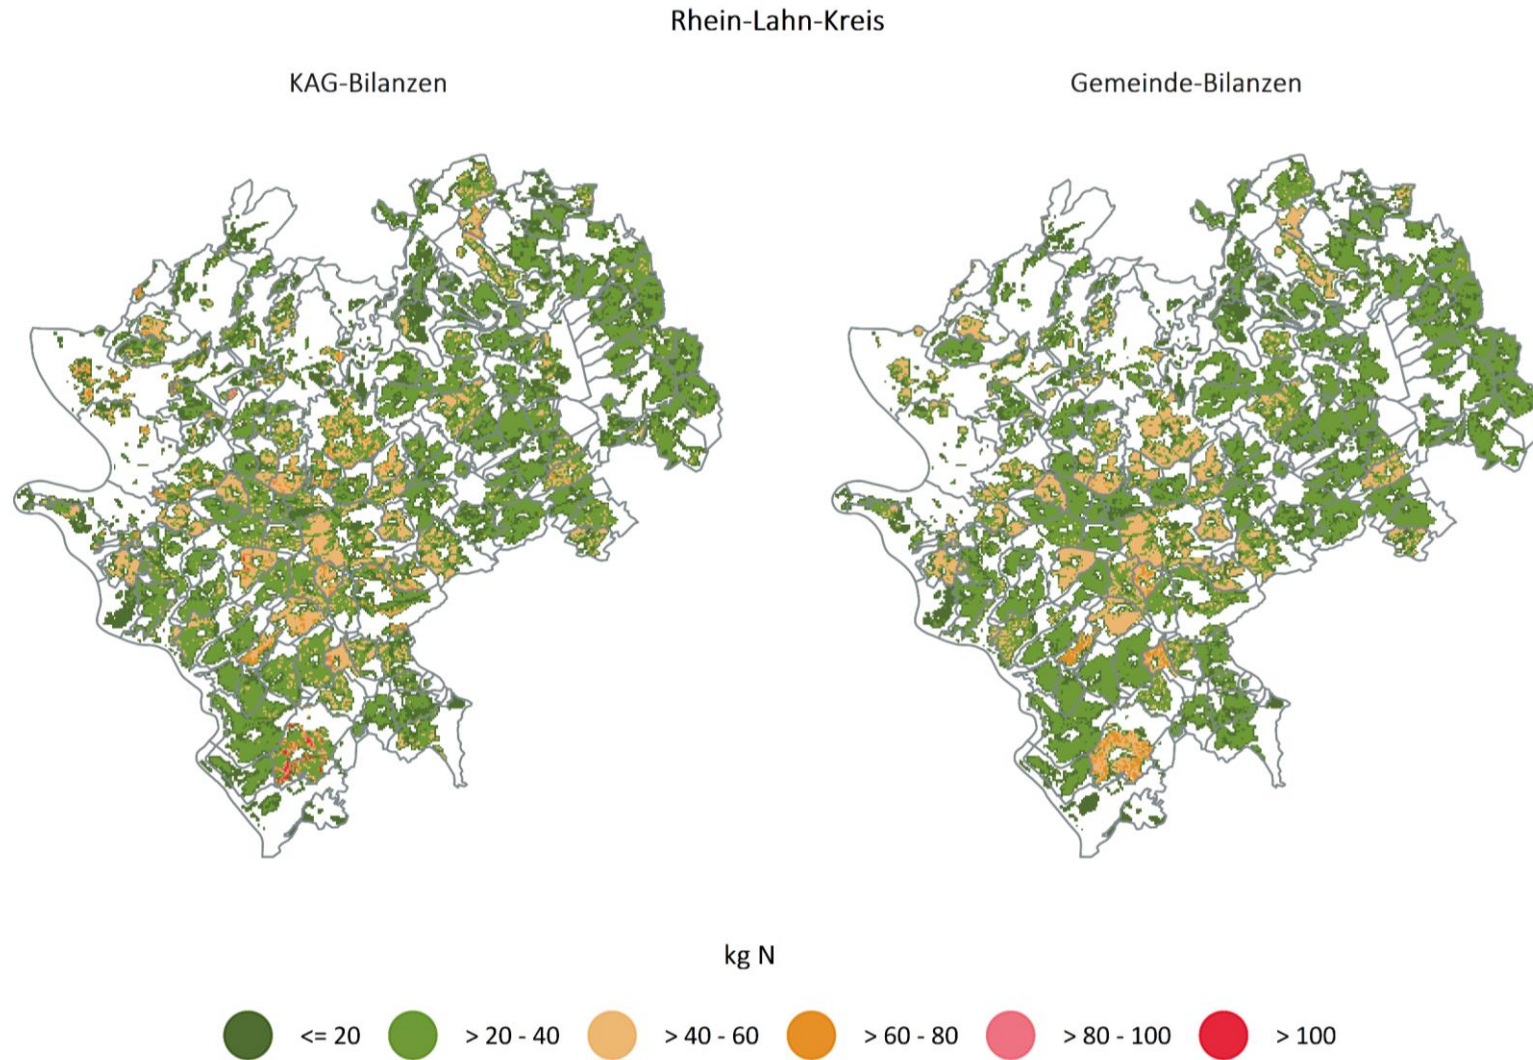 Rhein-Lahn-Kreis
KAG-Bilanzen
Gemeinde-Bilanzen
kg N
<= 20
> 20 - 40
> 40 - 60
> 60 - 80
> 80 - 100
> 100